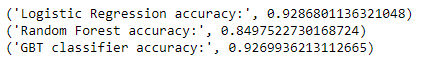 ('Logistic Regression accuracy:', 0.9286801136321048)
('Random Forest accuracy:', 0.8497522730168724)
('GBT classifier accuracy:', 0.9269936213112665)